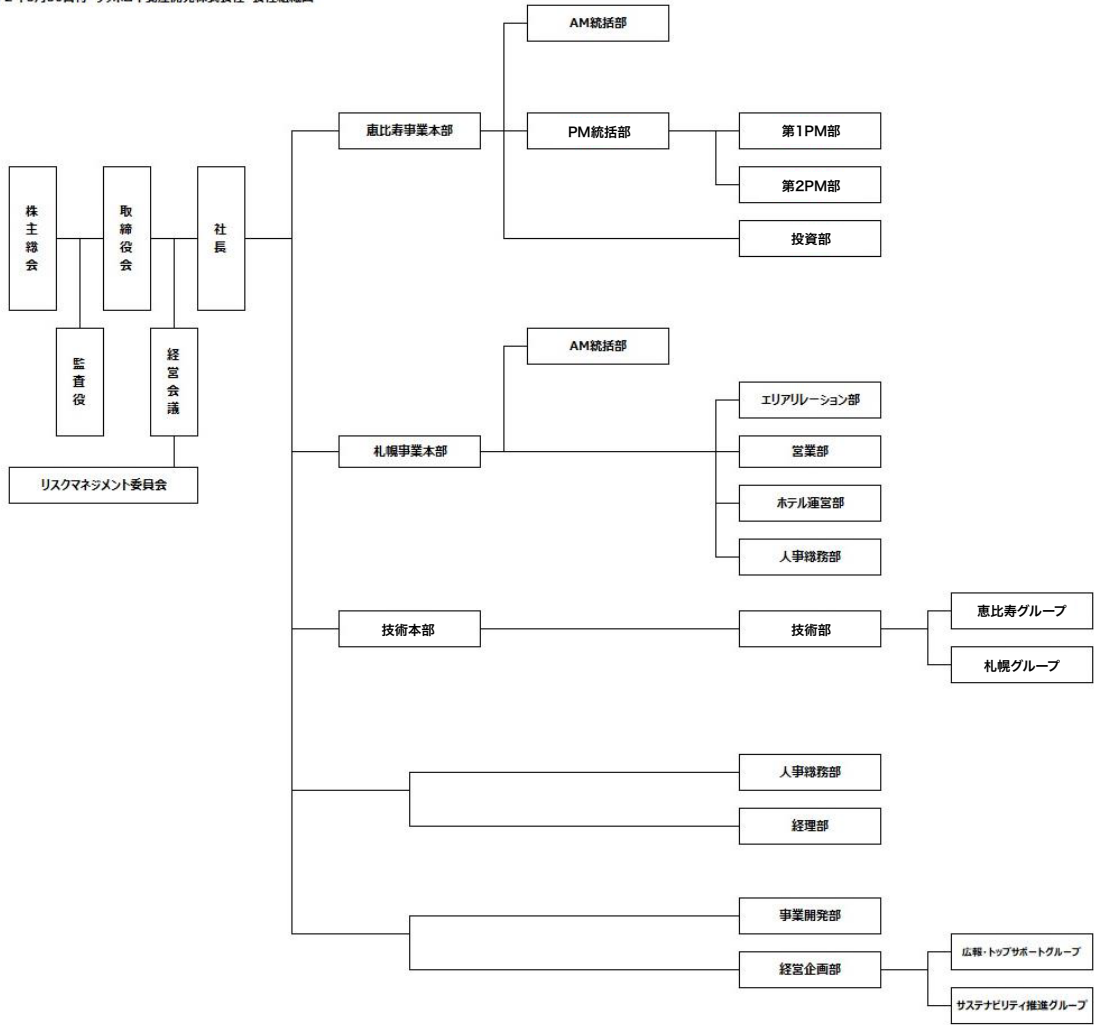 AM統括部
恵比寿事業本部
PM統括部
第1PM部
第2PM部
投資部
株主総会
取締役会
社長
監査役
経営会議
リスクマネジメント委員会
AM統括部
札幌事業本部
エリアリレーション部
営業部
ホテル運営部
人事総務部
技術本部
技術部
恵比寿グループ
札幌グループ
人事総務部
経理部
事業開発部
経営企画部
広報・トップサポートグループ
サステナビリティ推進グループ